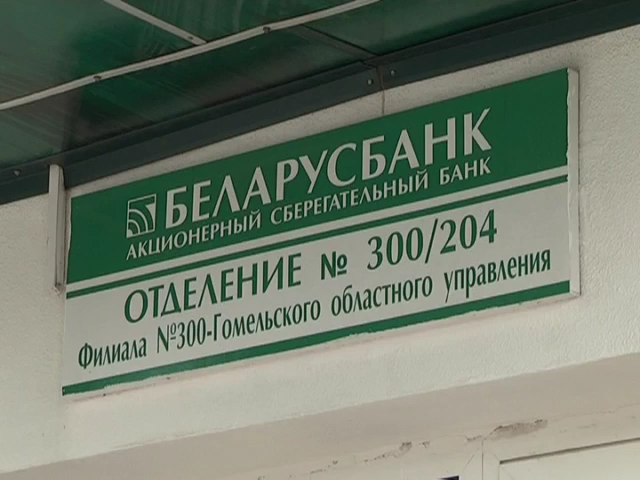 БЕЛАРУСБАНК
АКЦИОНЕРНЫЙ СБЕРЕГАТЕЛЬНЫЙ БАНК
ОТДЕЛЕНИЕ № 300/204
Филиала №300-Гомельского областного управления